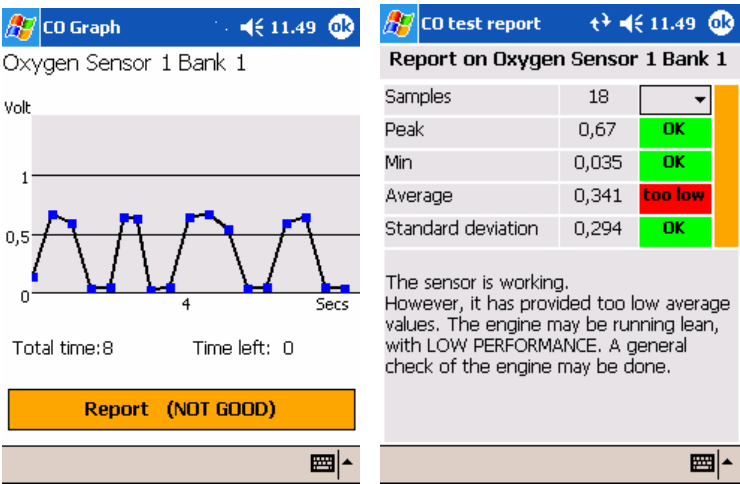 CO Graph 11.49 ok
Oxygen Sensor 1 Bank 1
Volt
1
0,5
0
4 Secs
Total time:8 Time left: 0
Report (NOT GOOD)
CO test report 11.49 ok
Report on Oxygen Sensor 1 Bank 1
Samples 18
Peak 0,67 OK
Min 0,035 OK
Average 0,341 too low
Standard deviation 0,294 OK
The sensor is working.
However, it has provided too low average
values. The engine may be running lean,
with LOW PERFORMANCE. A general
check of the engine may be done.